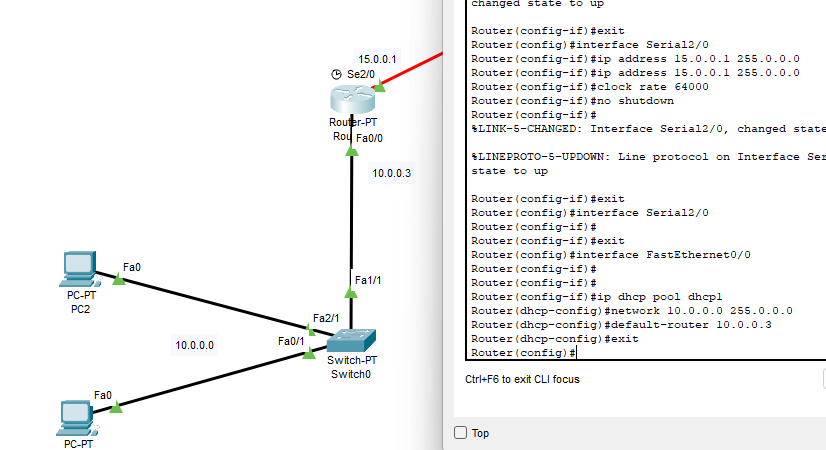 15.0.0.1
Se2/0
Router-PT
Rou
Fa0/0
10.0.0.3
Fa0
PC-PT
PC2
Fa1/1
Fa2/1
10.0.0.0
Fa0/1
Switch-PT
Switch0
Fa0
PC-PT
changed state to up
Router(config-if)#exit
Router(config)#interface Serial2/0
Router(config-if)#ip address 15.0.0.1 255.0.0.0
Router(config-if)#ip address 15.0.0.1 255.0.0.0
Router(config-if)#clock rate 64000
Router(config-if)#no shutdown
Router(config-if)#
%LINK-5-CHANGED: Interface Serial2/0, changed state
%LINEPROTO-5-UPDOWN: Line protocol on Interface Ser
state to up
Router(config-if)#exit
Router(config)#interface Serial2/0
Router(config-if)#
Router(config-if)#exit
Router(config)#interface FastEthernet0/0
Router(config-if)#
Router(config-if)#
Router(config-if)#ip dhcp pool dhcp1
Router(dhcp-config)#network 10.0.0.0 255.0.0.0
Router(dhcp-config)#default-router 10.0.0.3
Router(dhcp-config)#exit
Router(config)#
Ctrl+F6 to exit CLI focus
Top